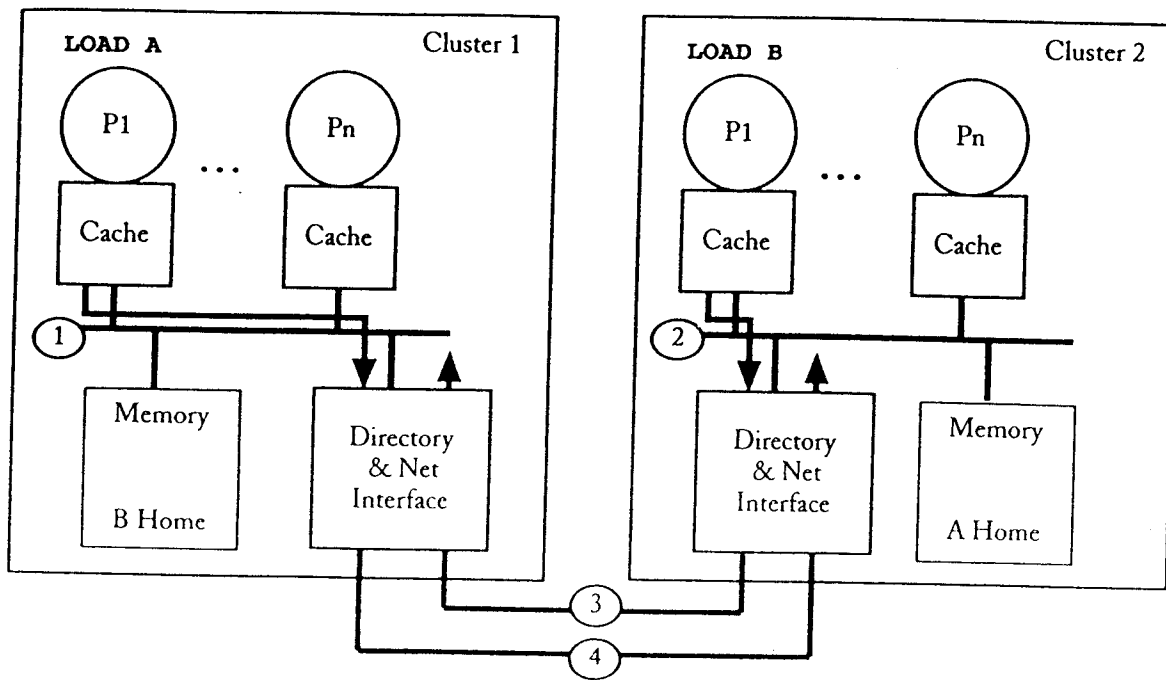 LOAD A
Cluster 1
P1
...
Pn
Cache
Cache
1
Memory
B Home
Directory
& Net
Interface
LOAD B
Cluster 2
P1
...
Pn
Cache
Cache
2
Directory
& Net
Interface
Memory
A Home
3
4